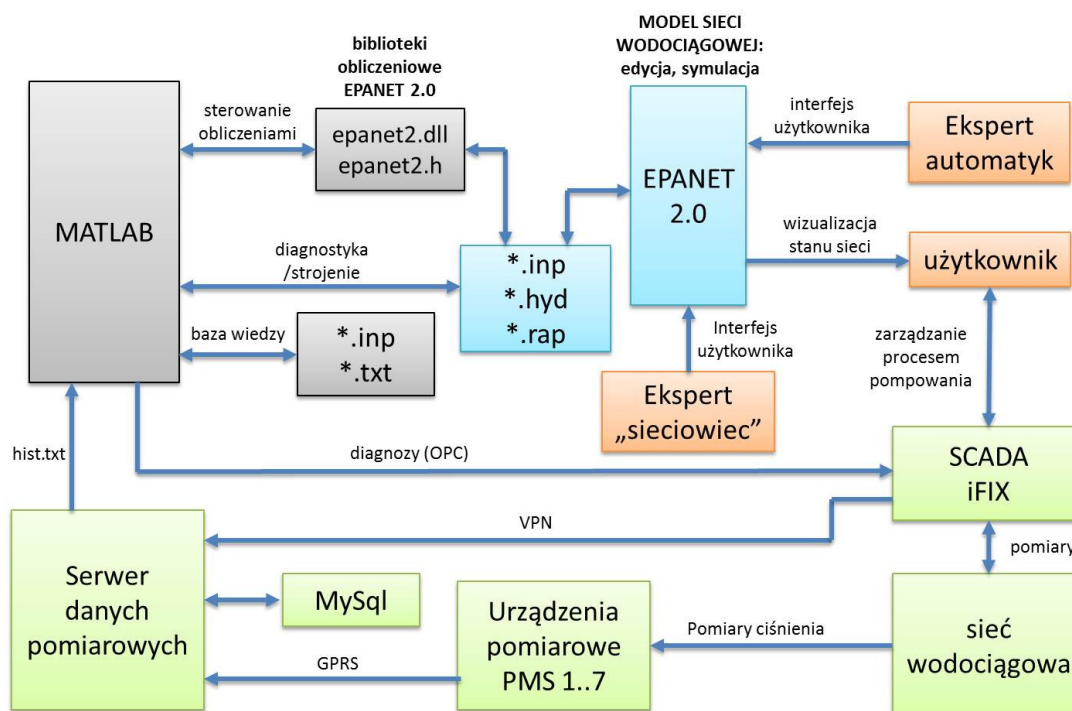 MODEL SIECI
WODOCIĄGOWEJ:
edycja, symulacja
biblioteki
obliczeniowe
EPANET 2.0
sterowanie
obliczeniami
epanet2.dll
epanet2.h
MATLAB
EPANET
2.0
interfejs
użytkownika
Ekspert
automatyk
wizualizacja
stanu sieci
użytkownik
diagnostyka
/strojenie
*.inp
*.hyd
*.rap
baza wiedzy
*.inp
*.txt
Interfejs
użytkownika
Ekspert
„sieciowiec”
zarządzanie
procesem
pompowania
hist.txt
diagnozy (OPC)
SCADA
iFIX
VPN
pomiary
Serwer
danych
pomiarowych
MySql
GPRS
Urządzenia
pomiarowe
PMS 1..7
Pomiary ciśnienia
sieć
wodociągowa